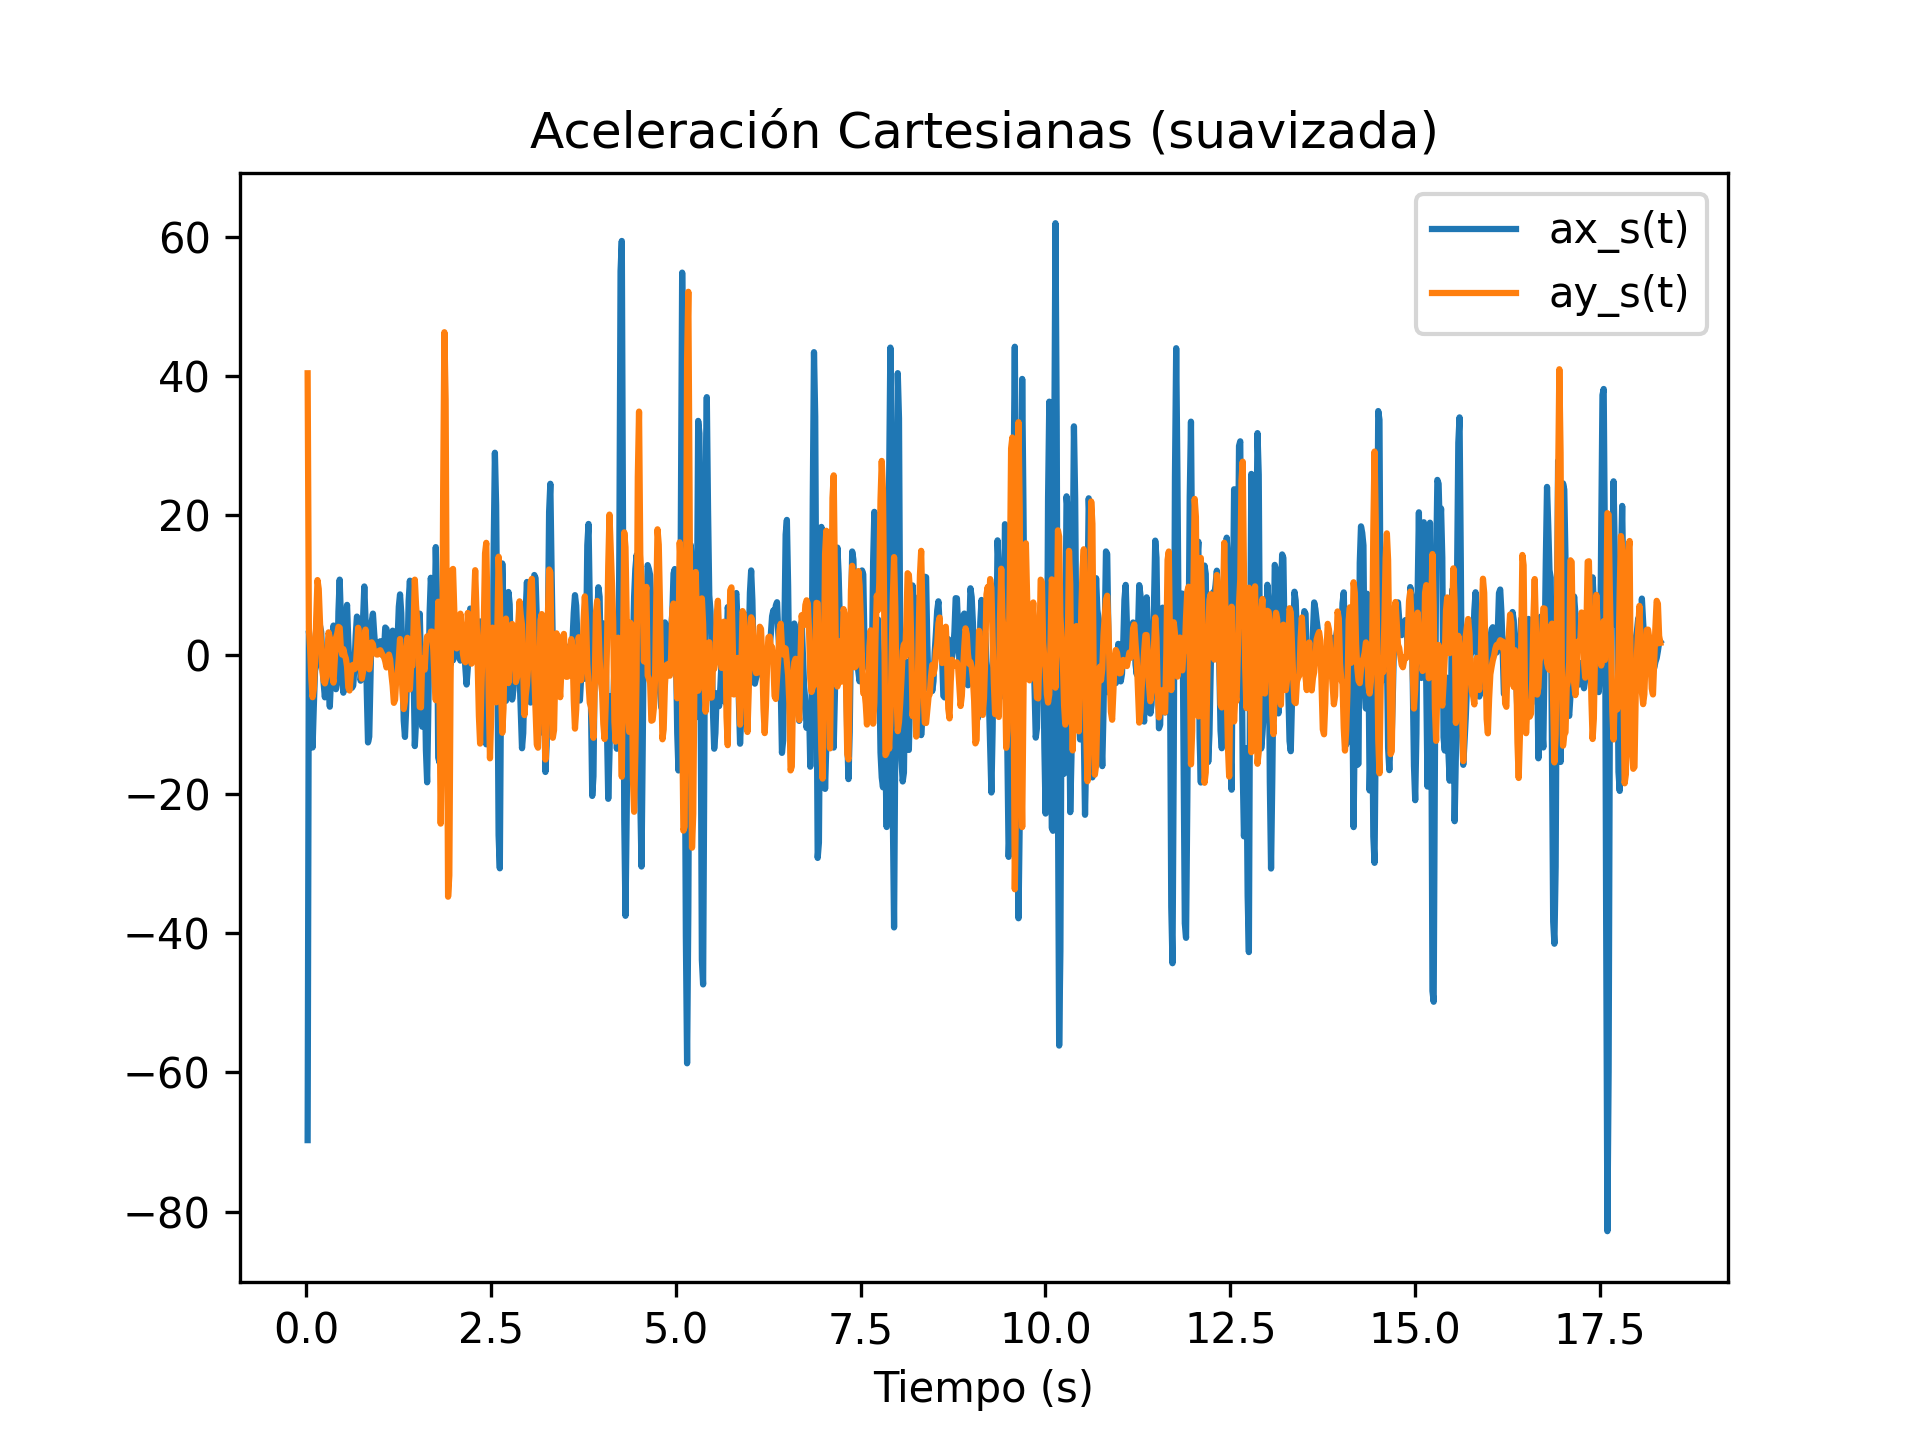 Aceleración Cartesianas (suavizada)
ax_s(t)
ay_s(t)
60
40
20
0
−20
−40
−60
−80
0.0 2.5 5.0 7.5 10.0 12.5 15.0 17.5
Tiempo (s)